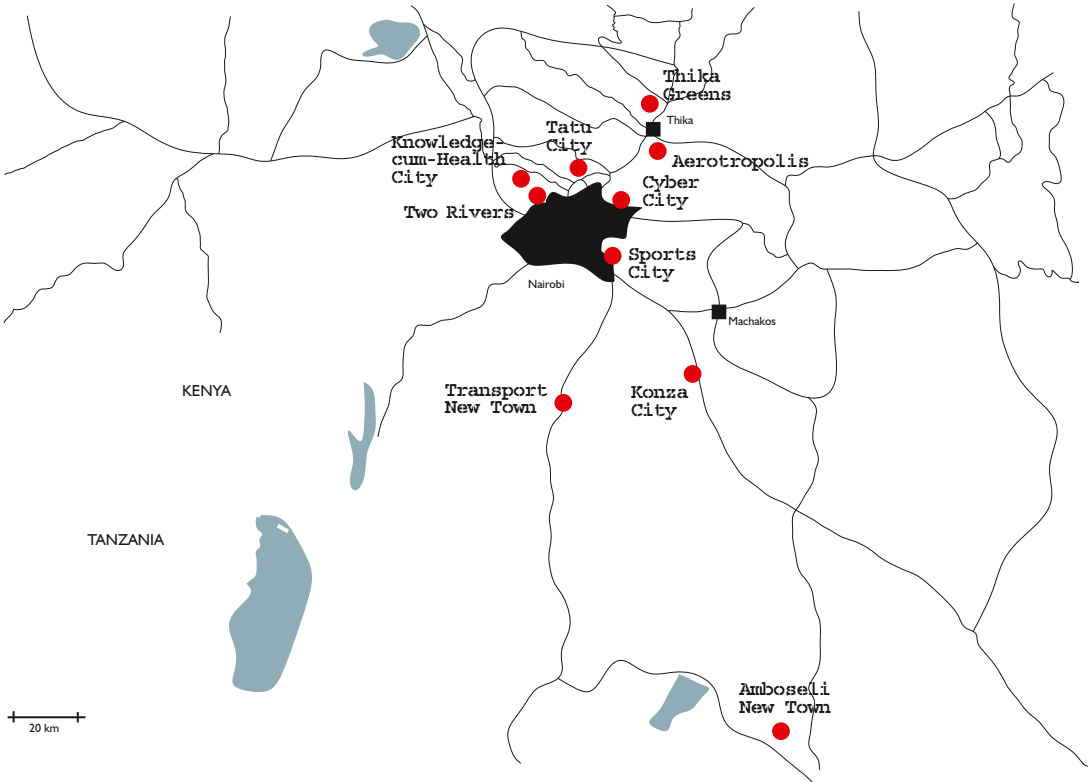 Thika
Greens
Thika
Tatu
City
Knowledge-
cum-Health
City
Aerotropolis
Cyber
City
Two Rivers
Sports
City
Nairobi
Machakos
KENYA
Transport
New Town
Konza
City
TANZANIA
Amboseli
New Town
20 km